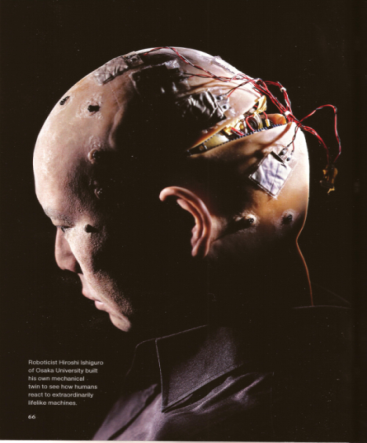 Roboticist Hiroshi Ishiguro
of Osaka University built
his own mechanical
twin to see how humans
react to extraordinarily
lifelike machines.
66